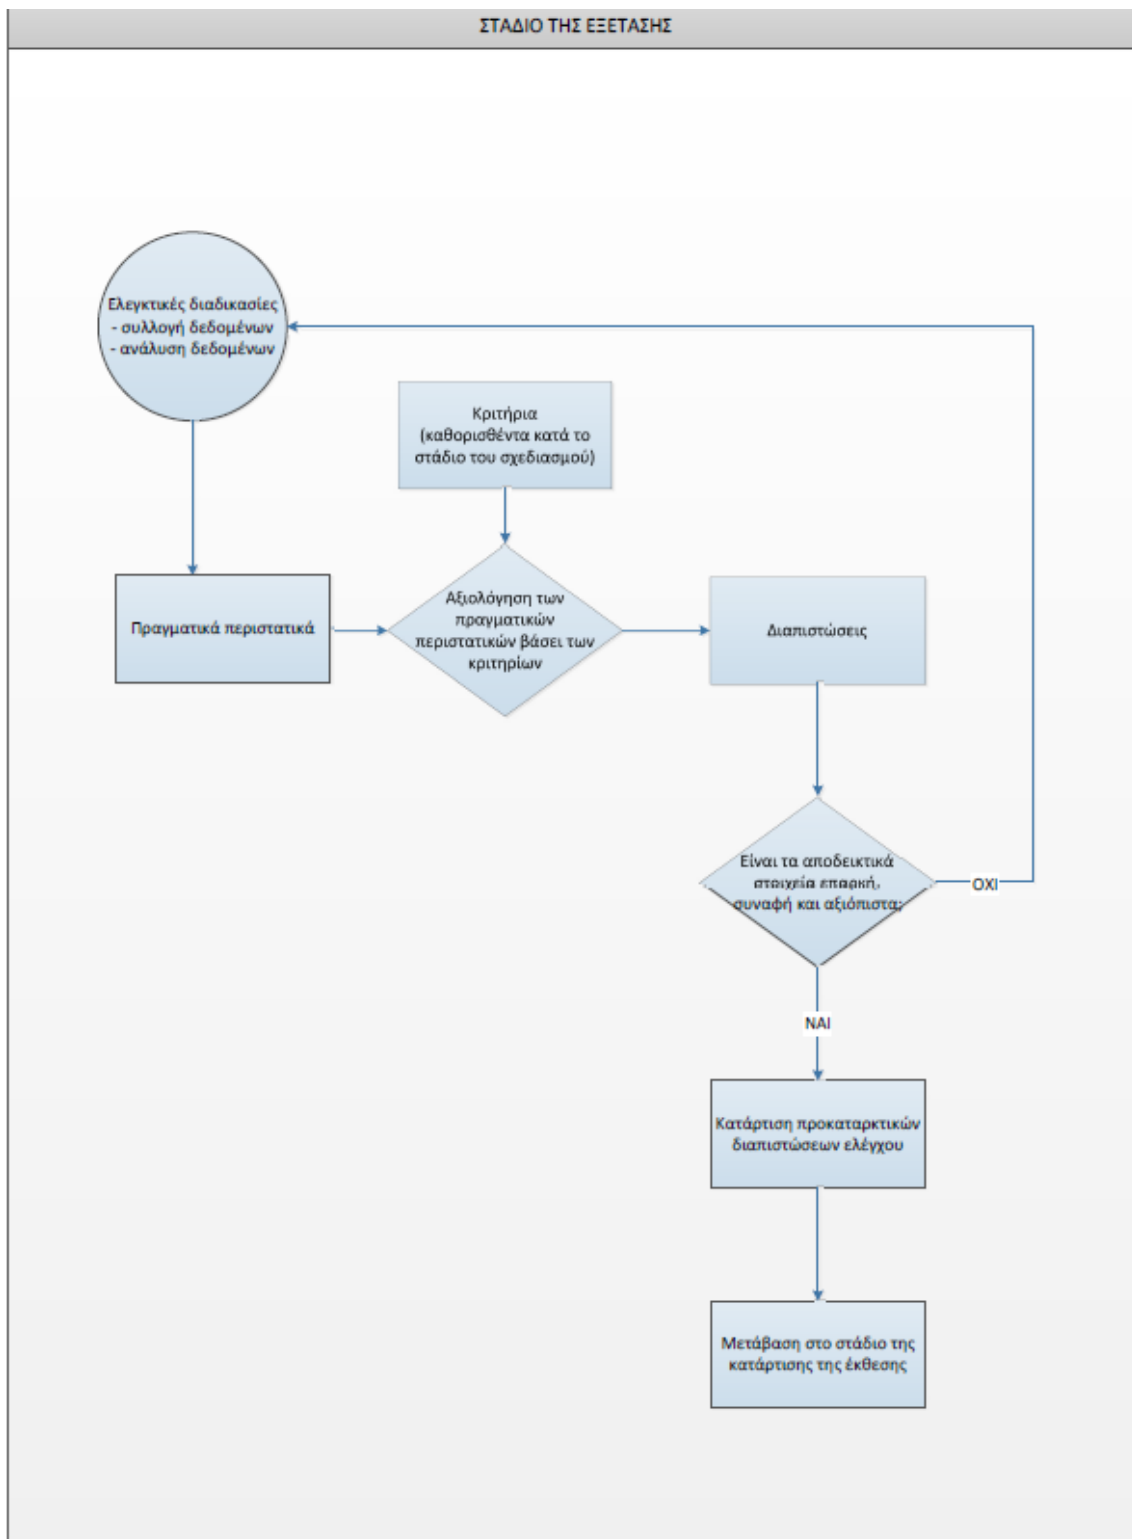 ΣΤΑΔΙΟ ΤΗΣ ΕΞΕΤΑΣΗΣ
Ελεγκτικές διαδικασίες
- συλλογή δεδομένων
- ανάλυση δεδομένων
Κριτήρια
(καθορισθέντα κατά το
στάδιο του σχεδιασμού)
Πραγματικά περιστατικά
Αξιολόγηση των
πραγματικών
περιστατικών βάσει των
κριτηρίων
Διαπιστώσεις
Είναι τα αποδεικτικά
στοιχεία επαρκή,
συναφή και αξιόπιστα;
ΟΧΙ
ΝΑΙ
Κατάρτιση προκαταρκτικών
διαπιστώσεων ελέγχου
Μετάβαση στο στάδιο της
κατάρτισης της έκθεσης